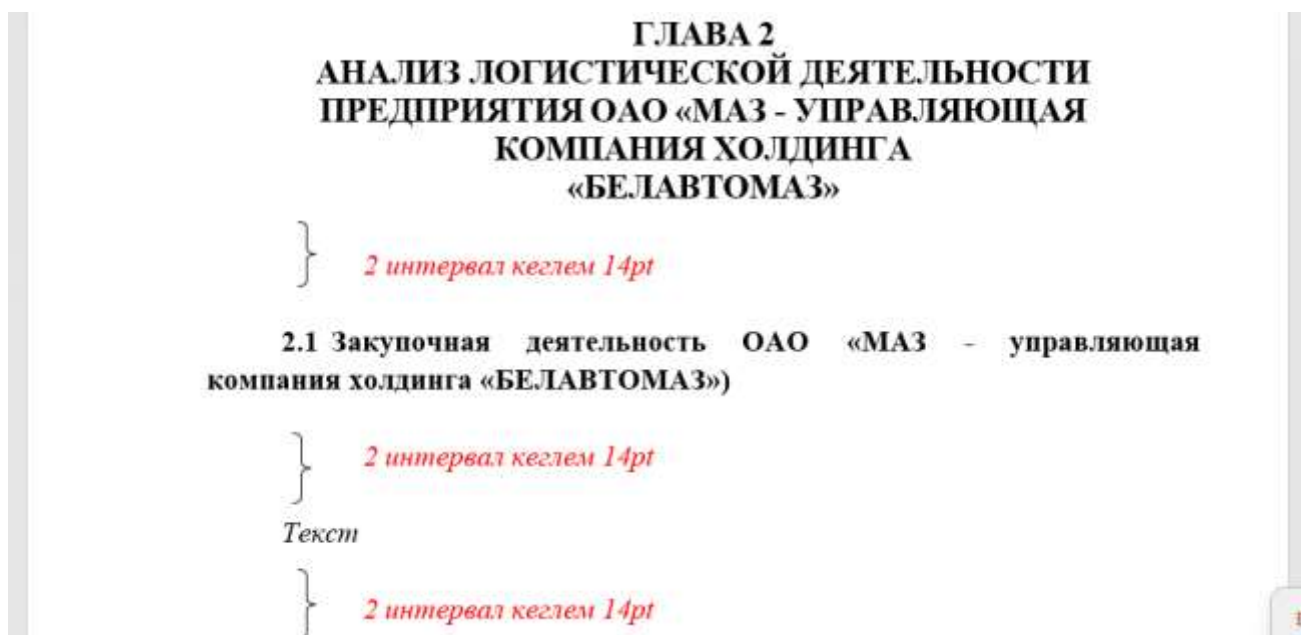 ГЛАВА 2
АНАЛИЗ ЛОГИСТИЧЕСКОЙ ДЕЯТЕЛЬНОСТИ
ПРЕДПРИЯТИЯ ОАО «МАЗ - УПРАВЛЯЮЩАЯ
КОМПАНИЯ ХОЛДИНГА
«БЕЛАВТОМАЗ»
2 интервал кеглем 14pt
2.1 Закупочная деятельность ОАО «МАЗ - управляющая
компания холдинга «БЕЛАВТОМАЗ»)
2 интервал кеглем 14pt
Текст
2 интервал кеглем 14pt